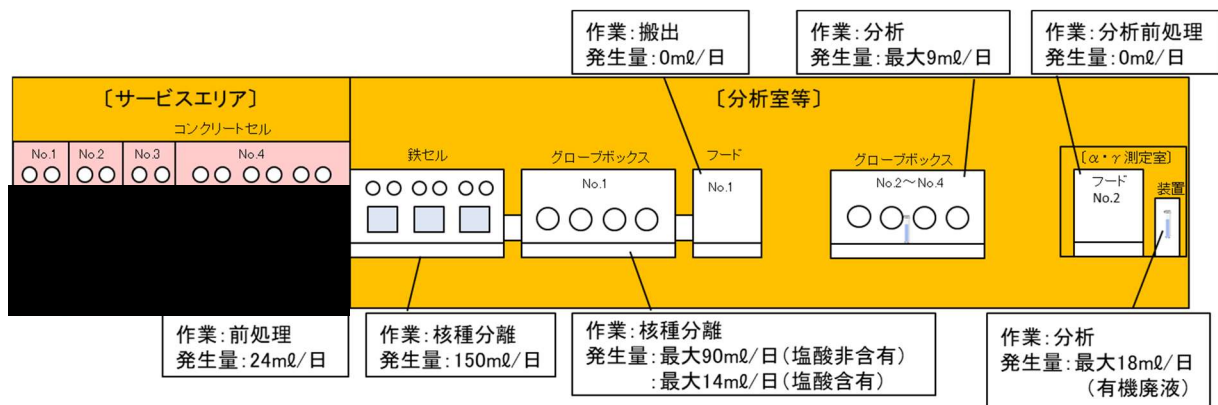 作業:搬出
発生量:0mℓ/日
作業:分析
発生量:最大9mℓ/日
作業:分析前処理
発生量:0mℓ/日
〔サービスエリア〕
〔分析室等〕
コンクリートセル
No.1
No.2
No.3
No.4
鉄セル
グローブボックス
No.1
フード
No.1
グローブボックス
No.2～No.4
〔α・γ測定室〕
フード
No.2
装置
作業:前処理
発生量:24mℓ/日
作業:核種分離
発生量:150mℓ/日
作業:核種分離
発生量:最大90mℓ/日(塩酸非含有)
:最大14mℓ/日(塩酸含有)
作業:分析
発生量:最大18mℓ/日
(有機廃液)